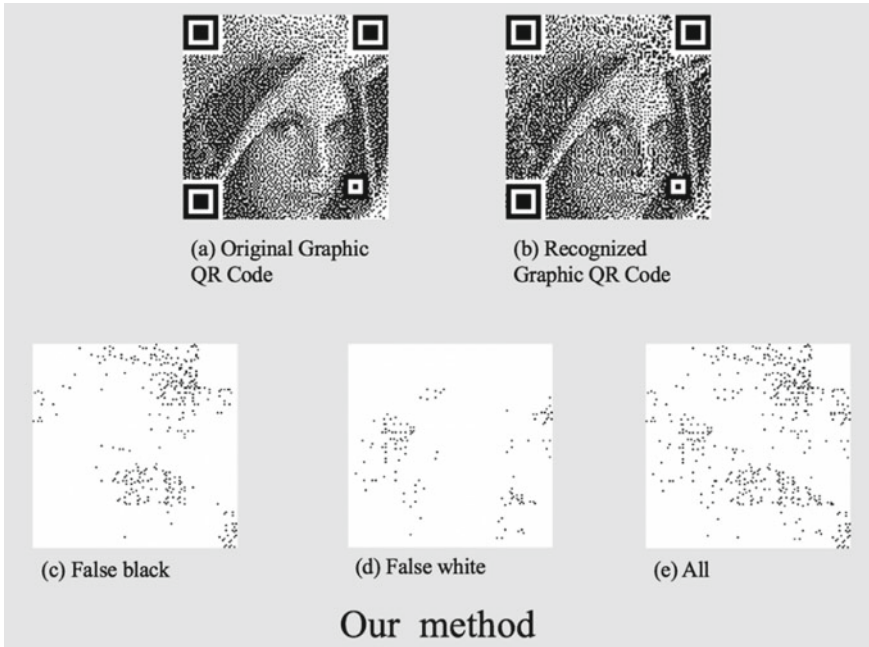 (a) Original Graphic
QR Code
(b) Recognized
Graphic QR Code
(c) False black
(d) False white
(e) All
Our method